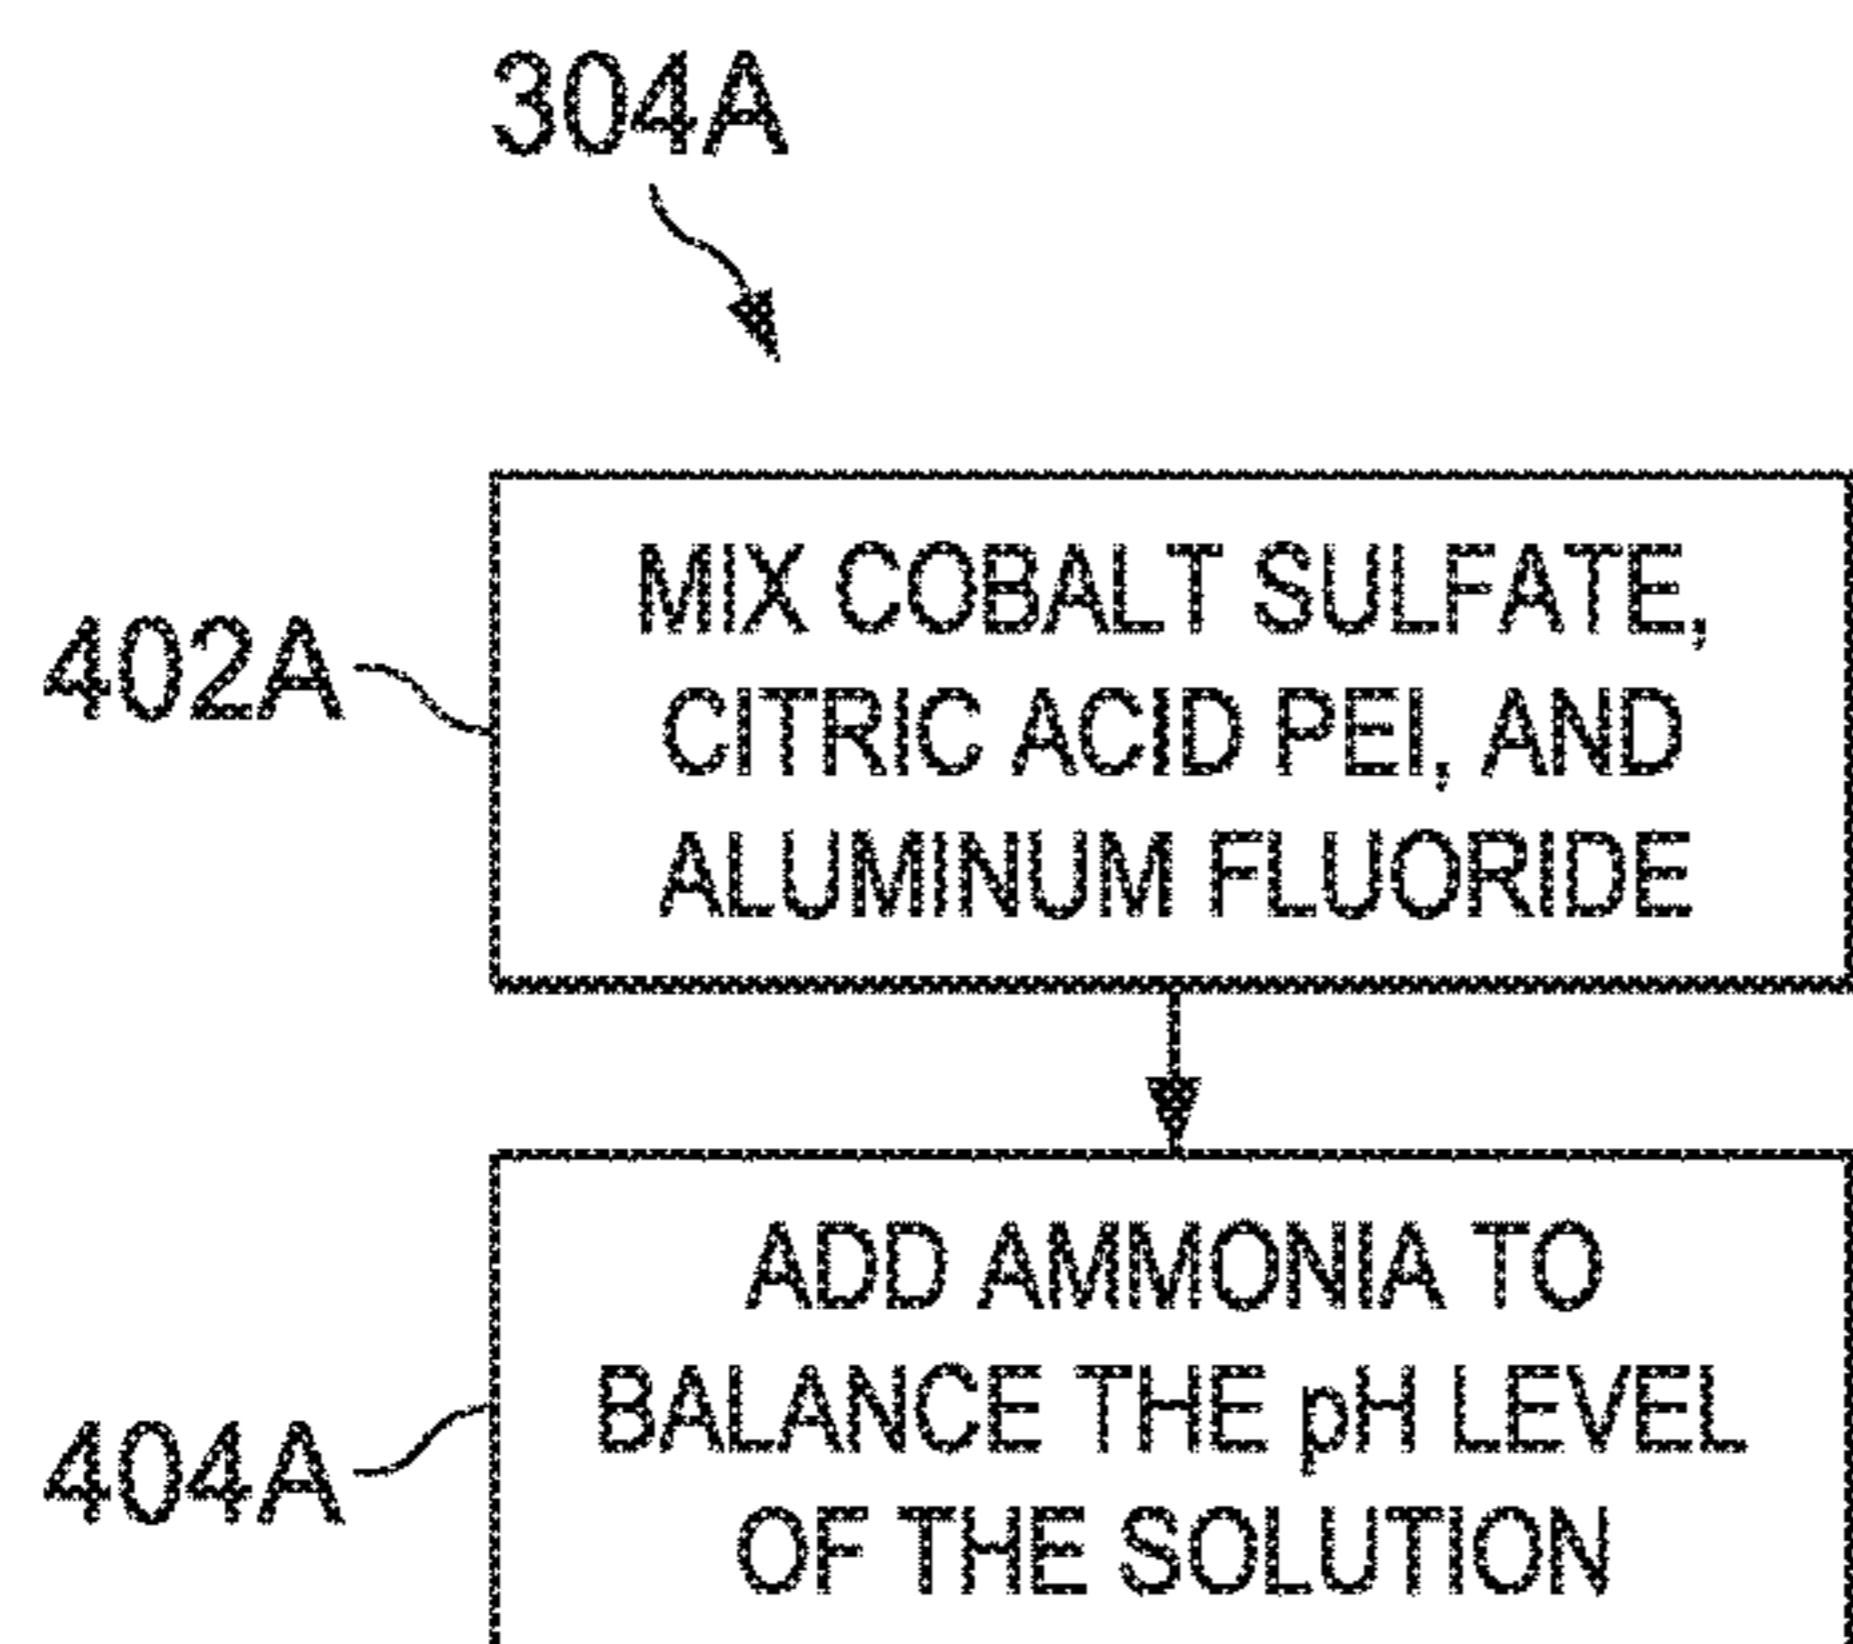 304A
402A
MIX COBALT SULFATE,
CITRIC ACID PEI, AND
ALUMINUM FLUORIDE
404A
ADD AMMONIA TO
BALANCE THE pH LEVEL
OF THE SOLUTION